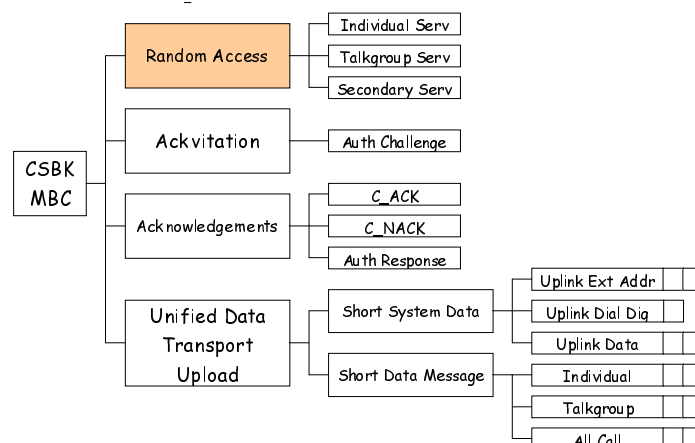 Random Access
Individual Serv
Talkgroup Serv
Secondary Serv
Ackvitation
Auth Challenge
CSBK
MBC
Acknowledgements
C_ACK
C_NACK
Auth Response
Unified Data
Transport
Upload
Short System Data
Uplink Ext Addr
Uplink Dial Dig
Uplink Data
Short Data Message
Individual
Talkgroup
All Call